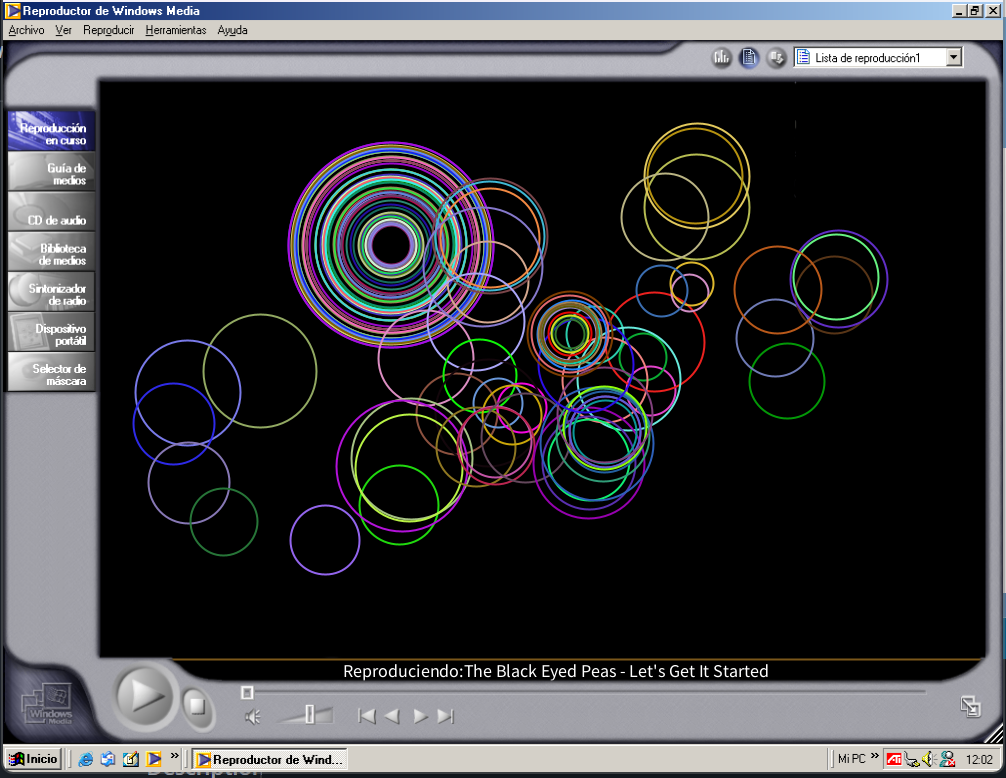 Reproductor de Windows Media
Archivo Ver Reproducir Herramientas Ayuda
Lista de reproducción1
Reproducción
en curso
Guía de
medios
CD de audio
Biblioteca
de medios
Sintonizador
de radio
Dispositivo
portátil
Selector de
máscara
Reproduciendo:The Black Eyed Peas - Let's Get It Started
Windows
Media
Inicio
»
Reproductor de Wind...
Mi PC »
ATI
12:02
Description